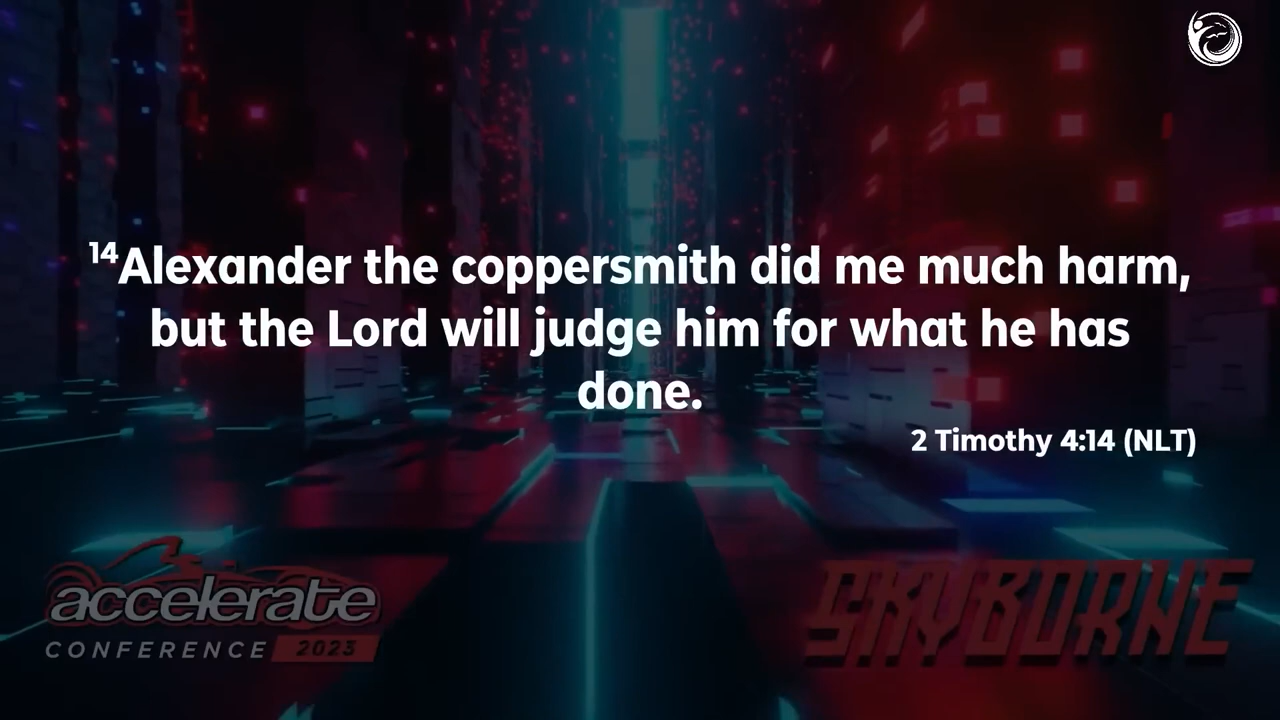 ¹⁴Alexander the coppersmith did me much harm,
but the Lord will judge him for what he has
done.
2 Timothy 4:14 (NLT)
accelerate
CONFERENCE 2023
SKYBORNE